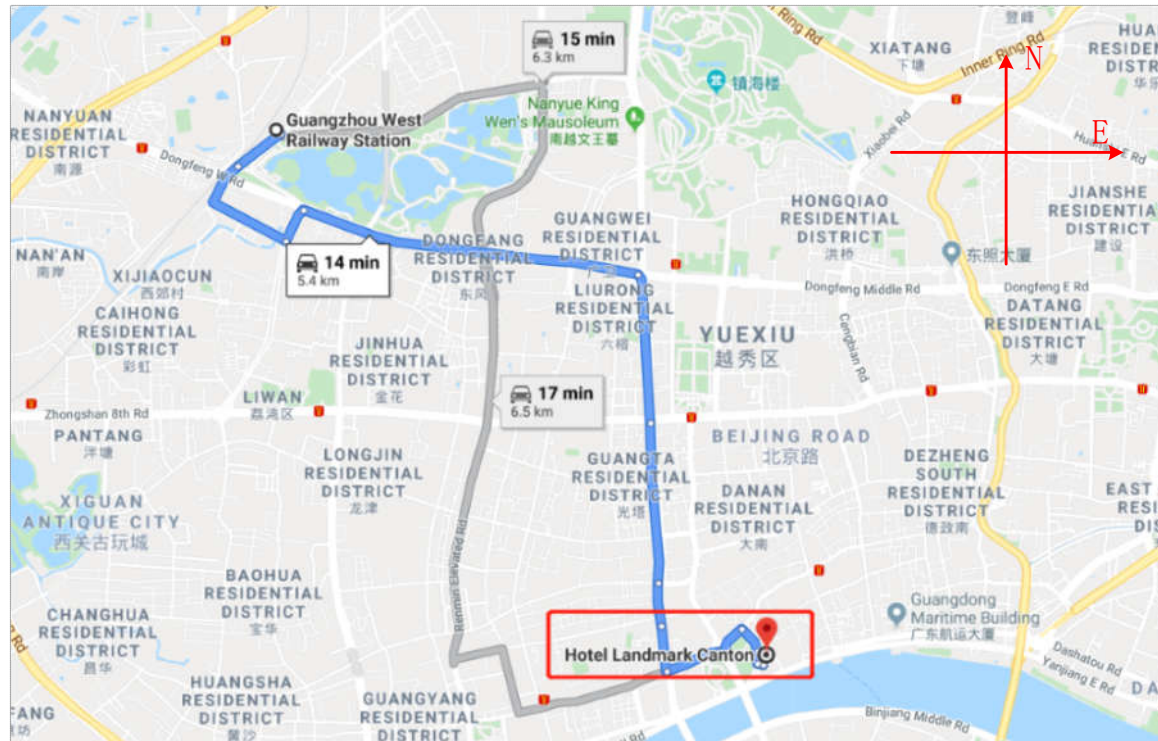 15 min
6.3 km
XIATANG
下塘
Inner Ring Rd
N
镇海楼
Nanyue King
Wen's Mausoleum
南越文王墓
Guangzhou West
Railway Station
NANYUAN
RESIDENTIAL
DISTRICT
南源
Dongfeng W Rd
Xiaobei Rd
E
HONGQIAO
RESIDENTIAL
DISTRICT
洪桥
JIANSHE
RESIDENTIAL
DISTRICT
建设
GUANGWEI
RESIDENTIAL
DISTRICT
DONGFANG
RESIDENTIAL
DISTRICT
东风
NAN'AN
南岸
14 min
5.4 km
XIJIAOCUN
西郊村
东照大厦
LIURONG
RESIDENTIAL
DISTRICT
六榕
Dongfeng Middle Rd
Dongfeng E Rd
DATANG
RESIDENTIAL
DISTRICT
大塘
CAIHONG
RESIDENTIAL
DISTRICT
彩虹
JINHUA
RESIDENTIAL
DISTRICT
金花
YUEXIU
越秀区
17 min
6.5 km
LIWAN
荔湾区
Zhongshan 8th Rd
PANTANG
泮塘
BEIJING ROAD
北京路
LONGJIN
RESIDENTIAL
DISTRICT
龙津
GUANGTA
RESIDENTIAL
DISTRICT
光塔
DEZHENG
SOUTH
RESIDENTIAL
DISTRICT
德政南
DANAN
RESIDENTIAL
DISTRICT
大南
EAST
XIGUAN
ANTIQUE CITY
西关古玩城
Renmin Elevated Rd
BAOHUA
RESIDENTIAL
DISTRICT
宝华
CHANGHUA
RESIDENTIAL
DISTRICT
昌华
Guangdong
Maritime Building
广东航运大厦
Hotel Landmark Canton
Dashatou Rd
Yanjiang E Rd
HUANGSHA
RESIDENTIAL
DISTRICT
黄沙
GUANGYANG
RESIDENTIAL
DISTRICT
Binjiang Middle Rd